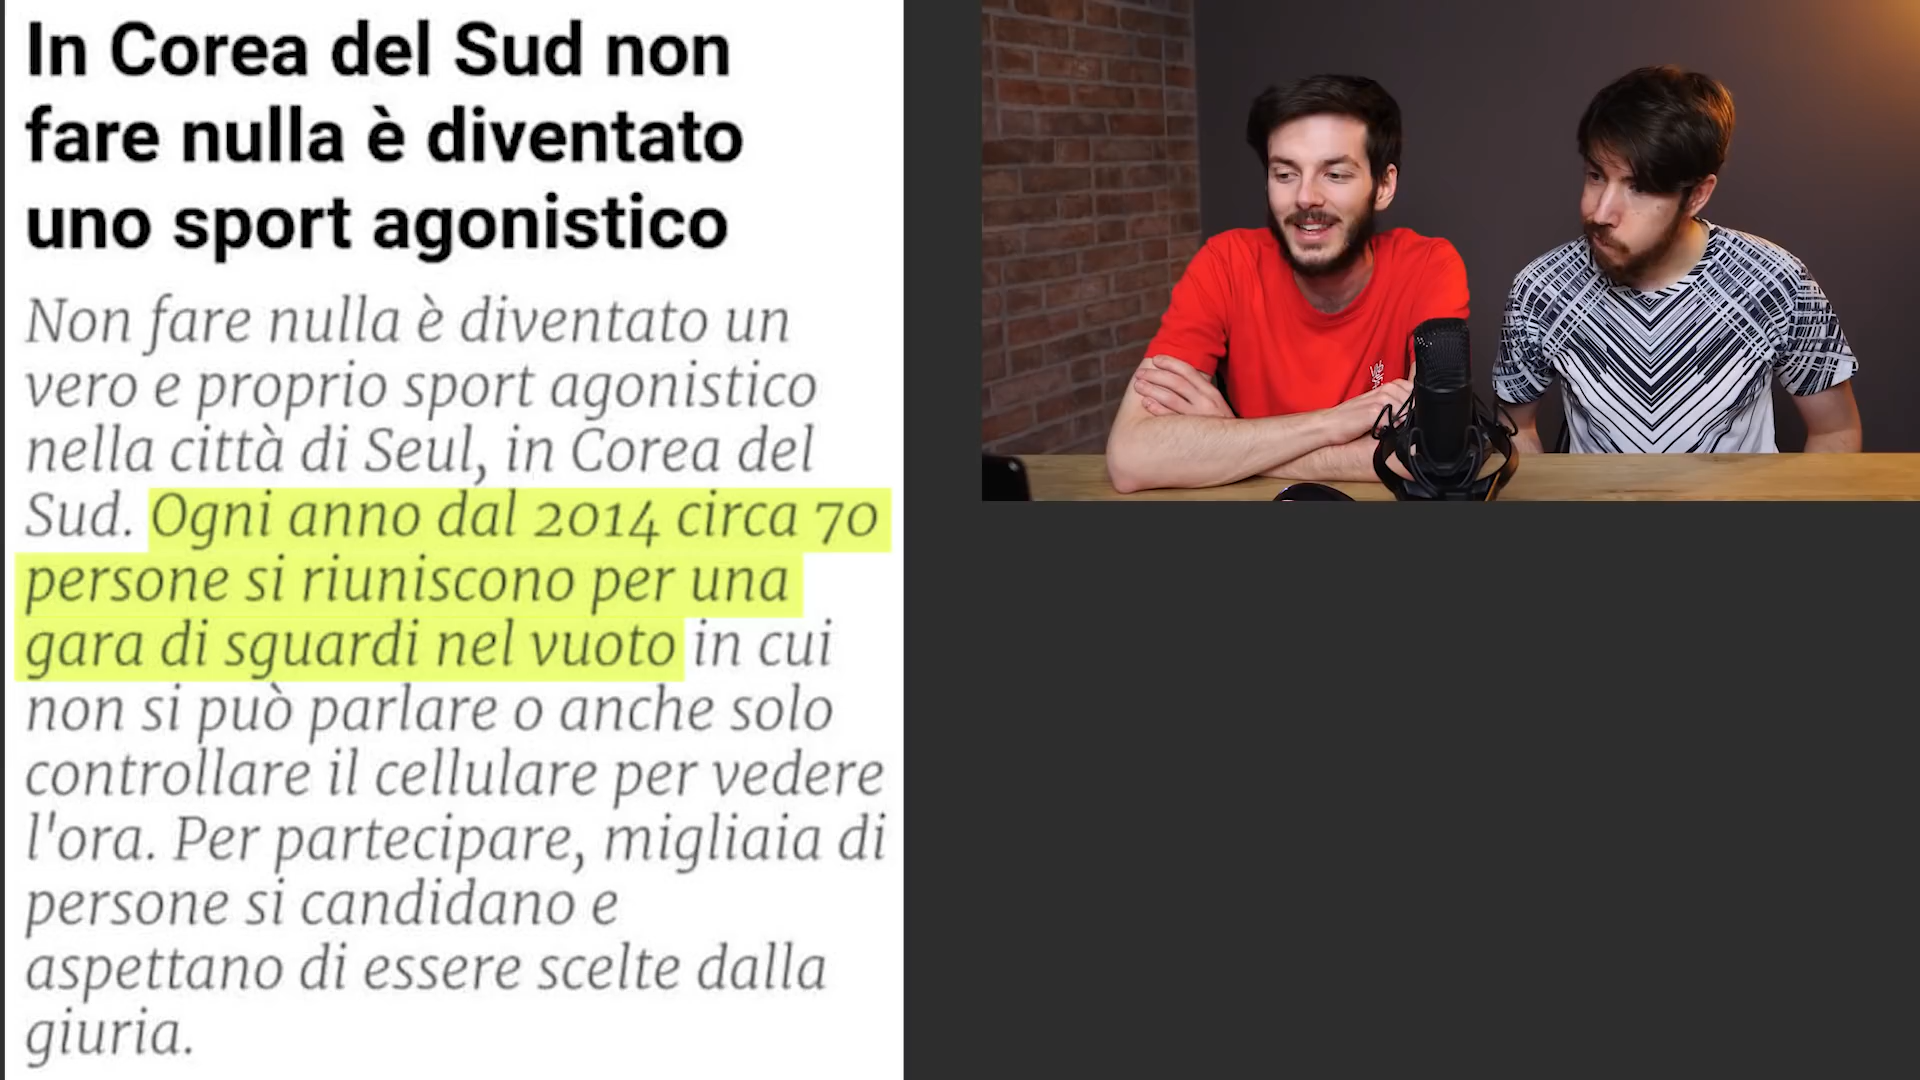 In Corea del Sud non
fare nulla è diventato
uno sport agonistico
Non fare nulla è diventato un
vero e proprio sport agonistico
nella città di Seul, in Corea del
Sud. Ogni anno dal 2014 circa 70
persone si riuniscono per una
gara di sguardi nel vuoto in cui
non si può parlare o anche solo
controllare il cellulare per vedere
l'ora. Per partecipare, migliaia di
persone si candidano e
aspettano di essere scelte dalla
giuria.